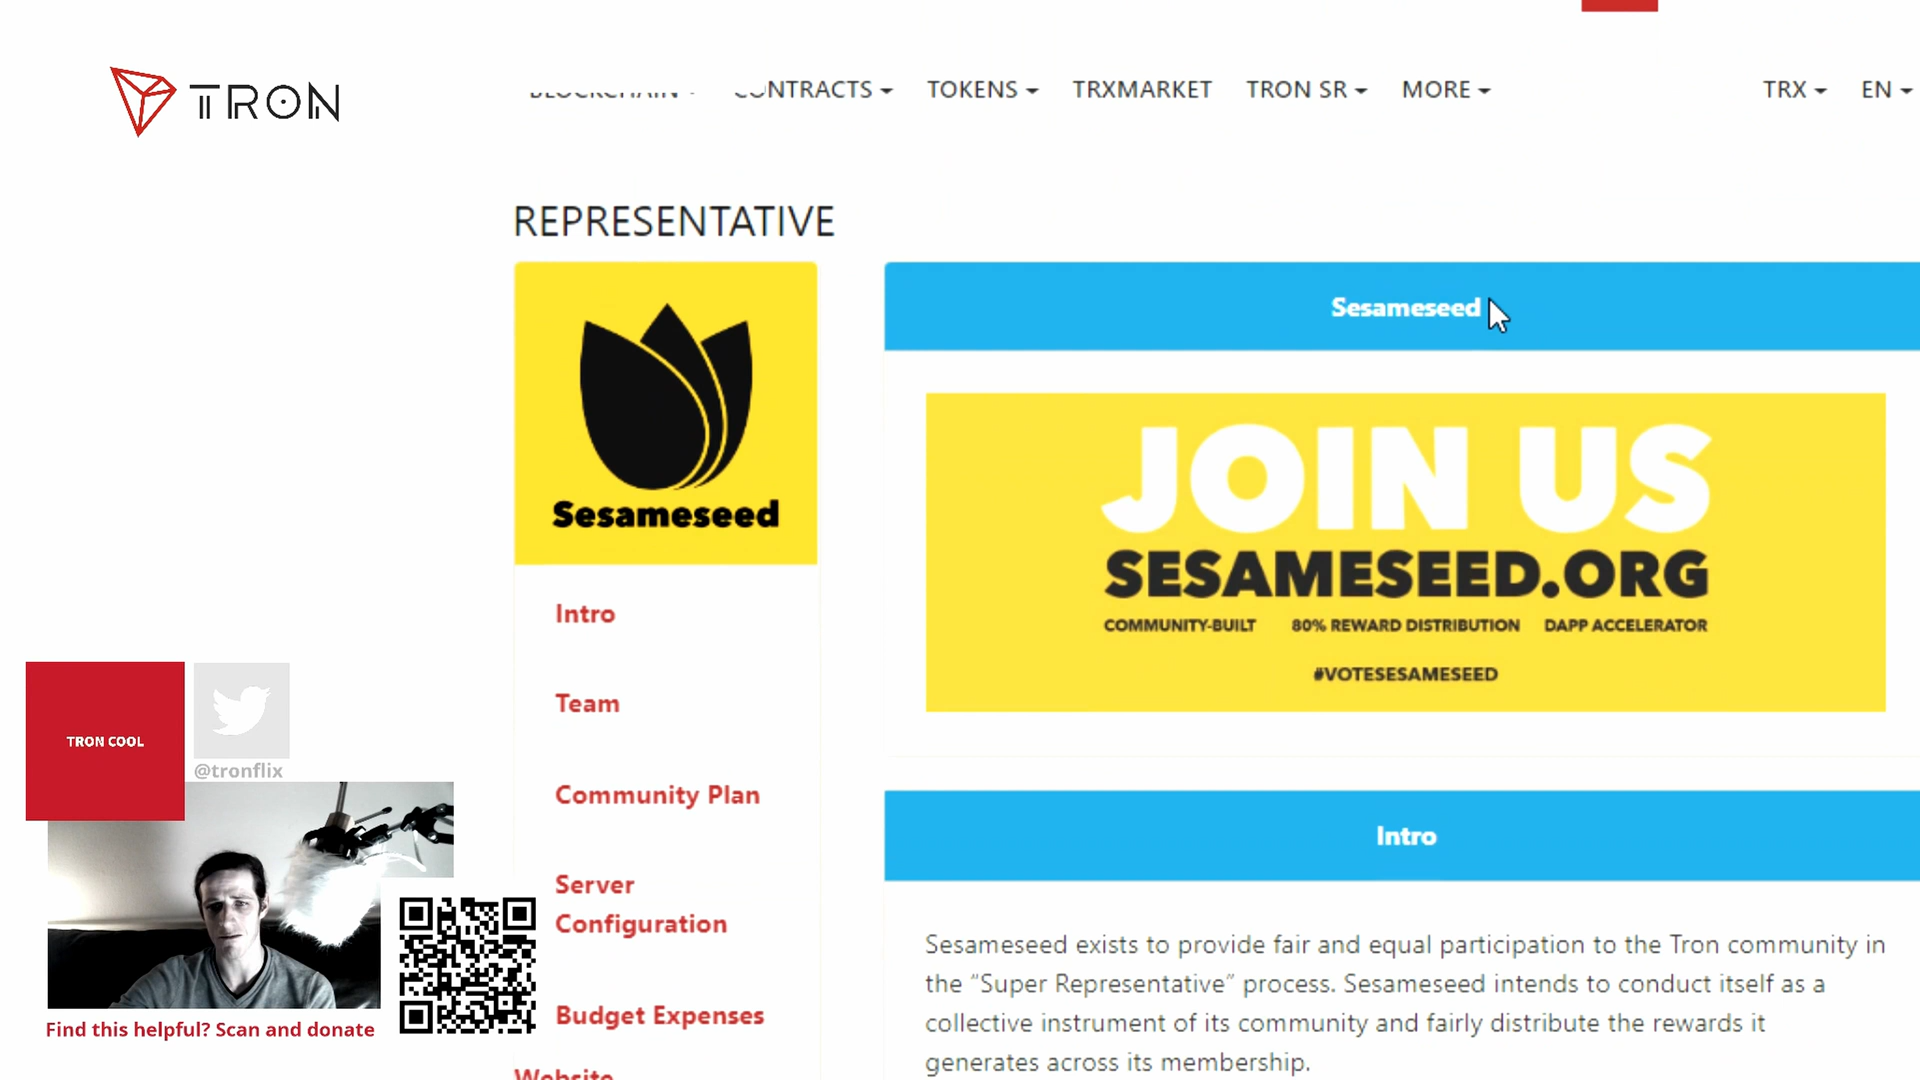 TRON
CONTRACTS
TOKENS
TRXMARKET
TRON SR
MORE
TRX
EN
REPRESENTATIVE
Sesameseed
Sesameseed
JOIN US
SESAMESEED.ORG
COMMUNITY-BUILT 80% REWARD DISTRIBUTION DAPP ACCELERATOR
#VOTESESAMESEED
Intro
Team
Community Plan
Server
Configuration
Budget Expenses
Website
Intro
Sesameseed exists to provide fair and equal participation to the Tron community in
the “Super Representative” process. Sesameseed intends to conduct itself as a
collective instrument of its community and fairly distribute the rewards it
generates across its membership.
TRON COOL
@tronflix
Find this helpful? Scan and donate